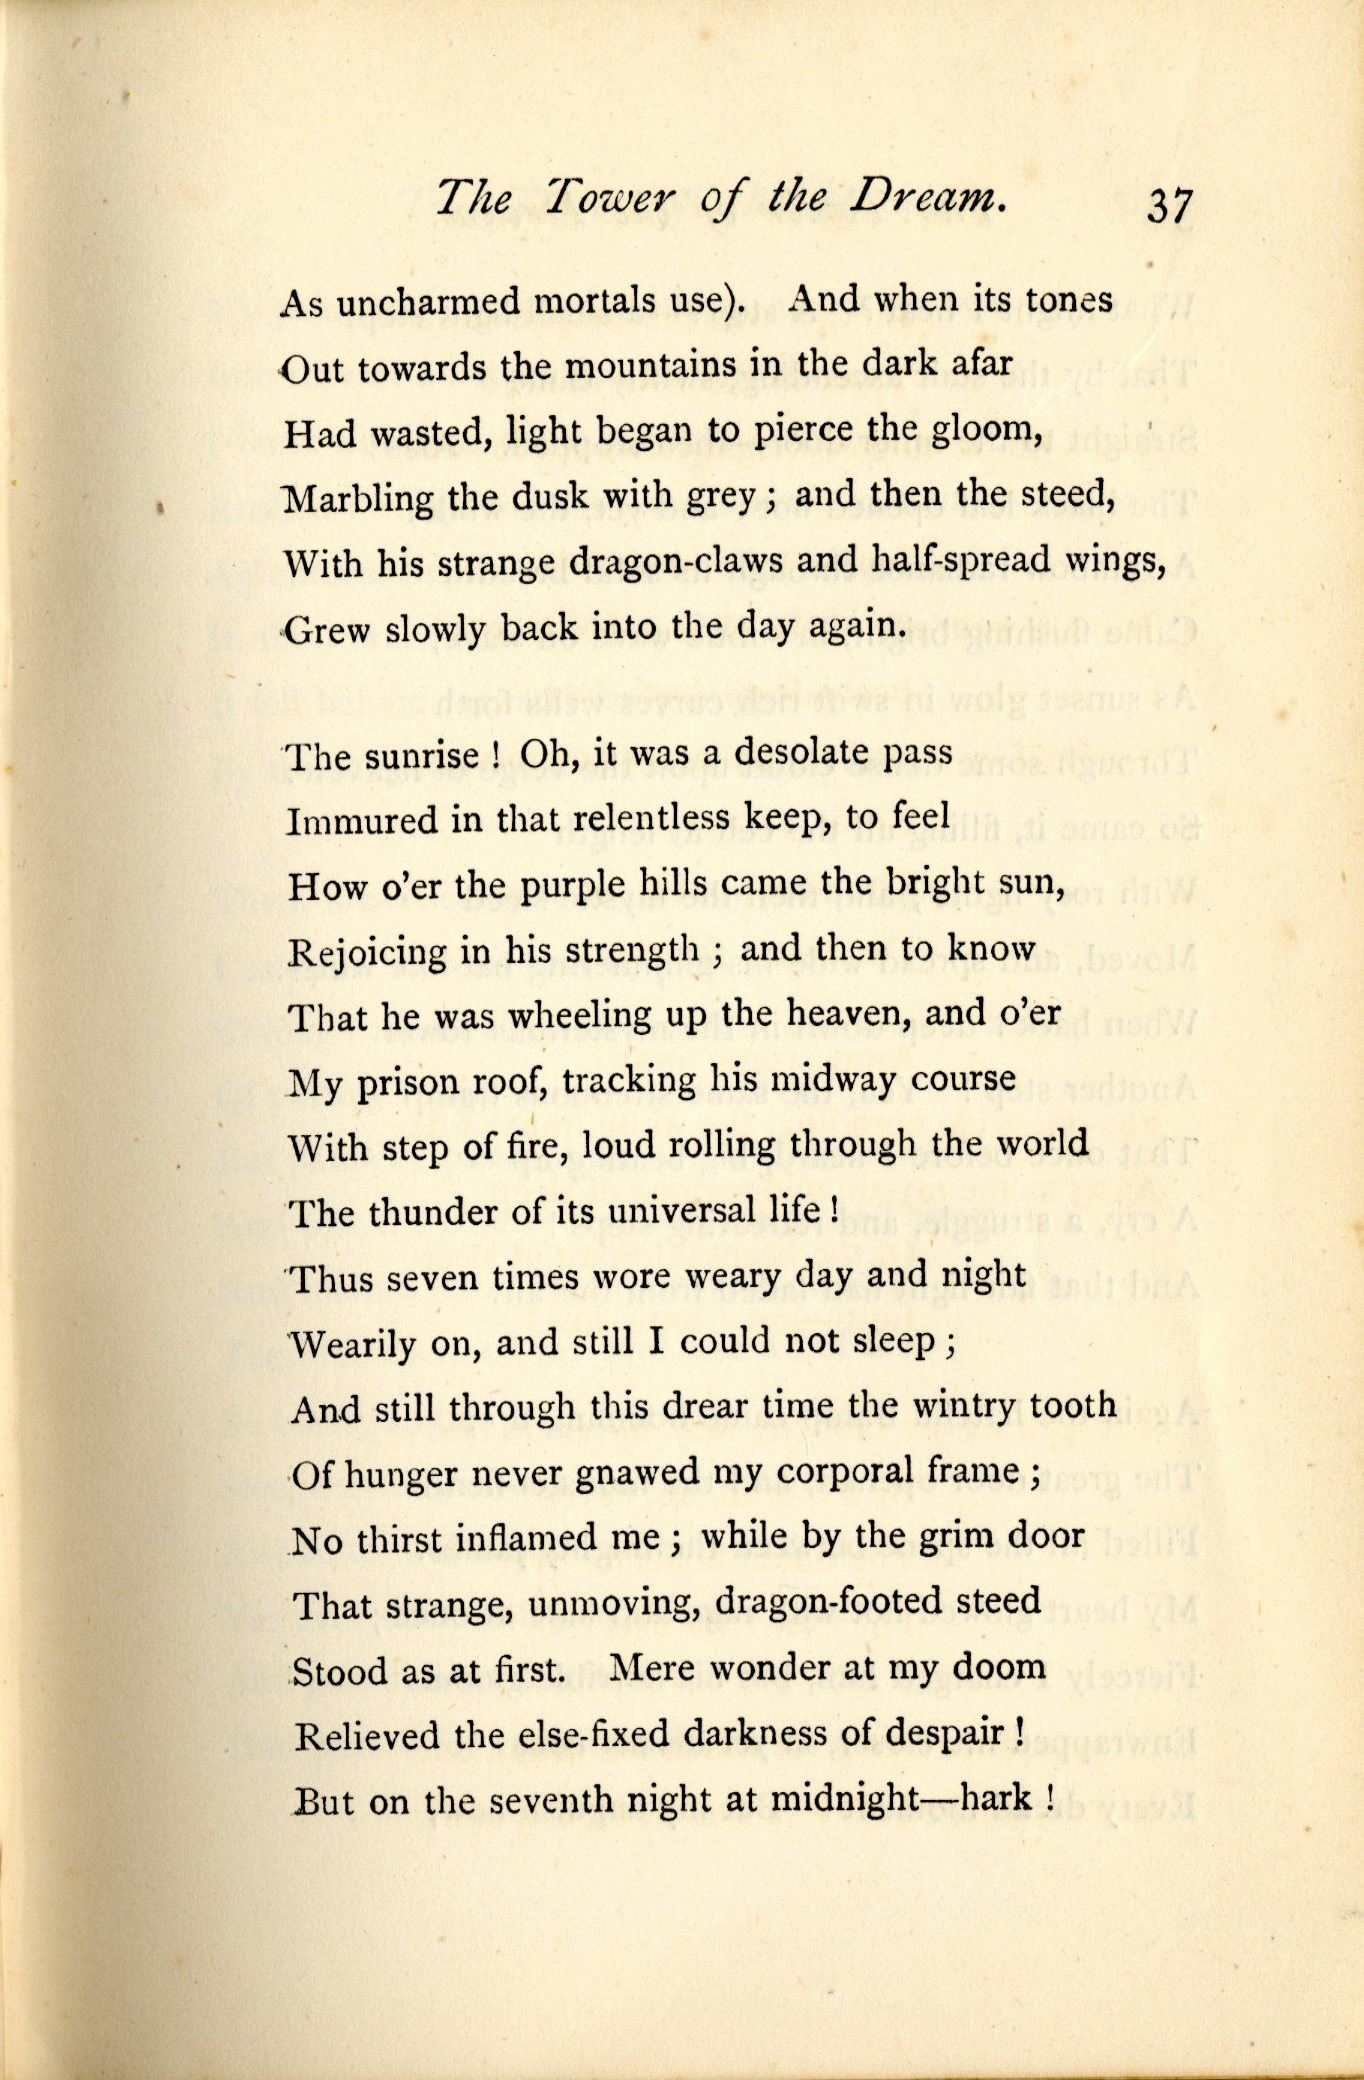 The Tower of the Dream. 37
As uncharmed mortals use). And when its tones
Out towards the mountains in the dark afar
Had wasted, light began to pierce the gloom,
Marbling the dusk with grey; and then the steed,
With his strange dragon-claws and half-spread wings,
Grew slowly back into the day again.
The sunrise! Oh, it was a desolate pass
Immured in that relentless keep, to feel
How o'er the purple hills came the bright sun,
Rejoicing in his strength; and then to know
That he was wheeling up the heaven, and o'er
My prison roof, tracking his midway course
With step of fire, loud rolling through the world
The thunder of its universal life!
Thus seven times wore weary day and night
Wearily on, and still I could not sleep;
And still through this drear time the wintry tooth
Of hunger never gnawed my corporal frame;
No thirst inflamed me; while by the grim door
That strange, unmoving, dragon-footed steed
Stood as at first. Mere wonder at my doom
Relieved the else-fixed darkness of despair!
But on the seventh night at midnight—hark!